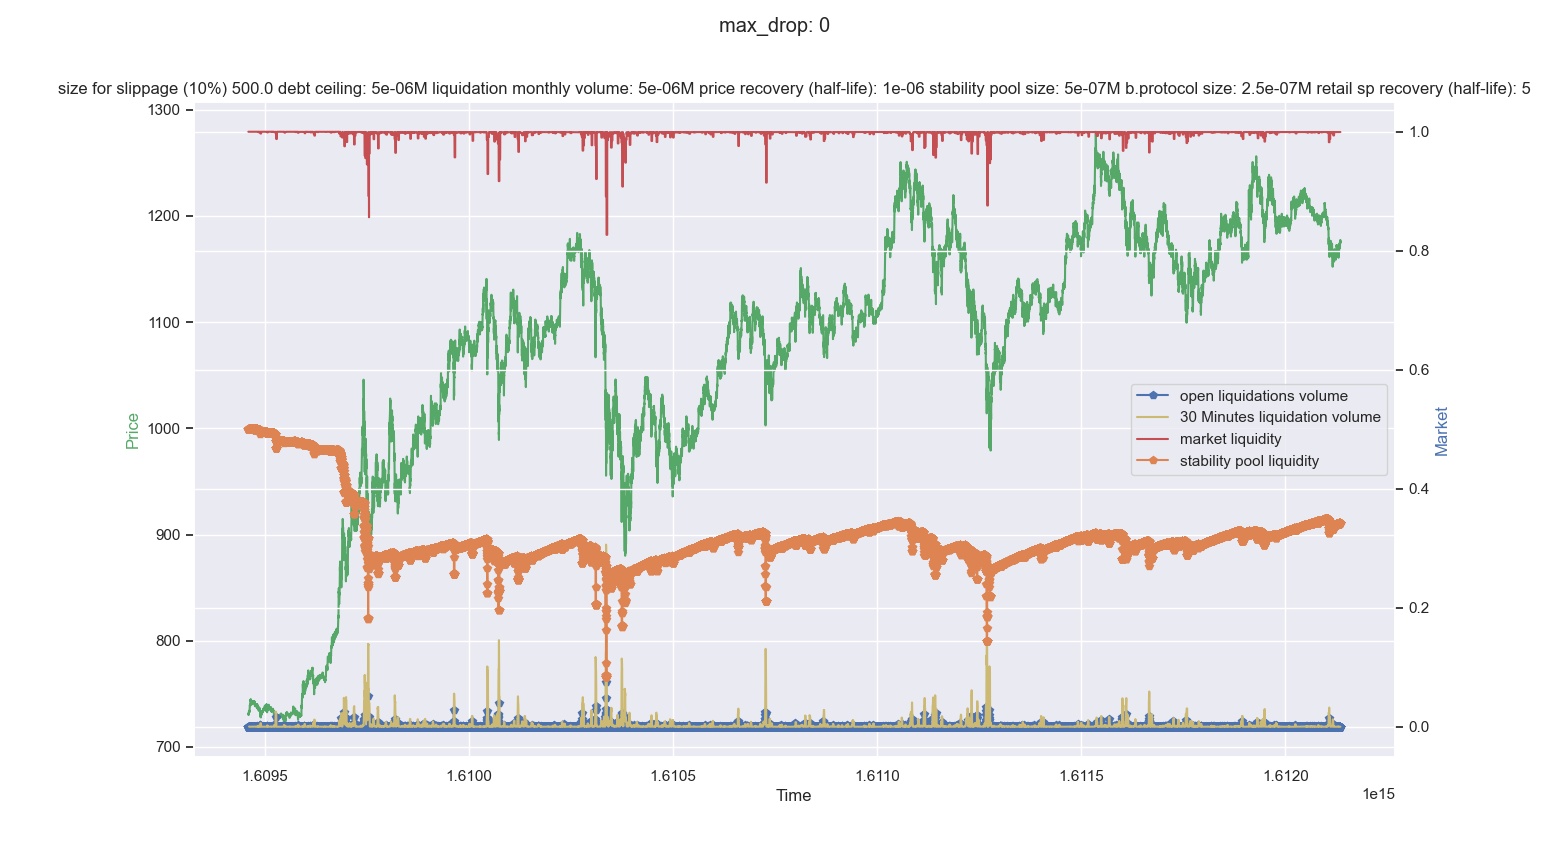 max_drop: 0
size for slippage (10%) 500.0 debt ceiling: 5e-06M liquidation monthly volume: 5e-06M price recovery (half-life): 1e-06 stability pool size: 5e-07M b.protocol size: 2.5e-07M retail sp recovery (half-life): 5
1300
1200
1100
1000
900
800
700
Price
1.0
0.8
0.6
0.4
0.2
0.0
Market
open liquidations volume
30 Minutes liquidation volume
market liquidity
stability pool liquidity
1.6095 1.6100 1.6105 1.6110 1.6115 1.6120
Time
1e15